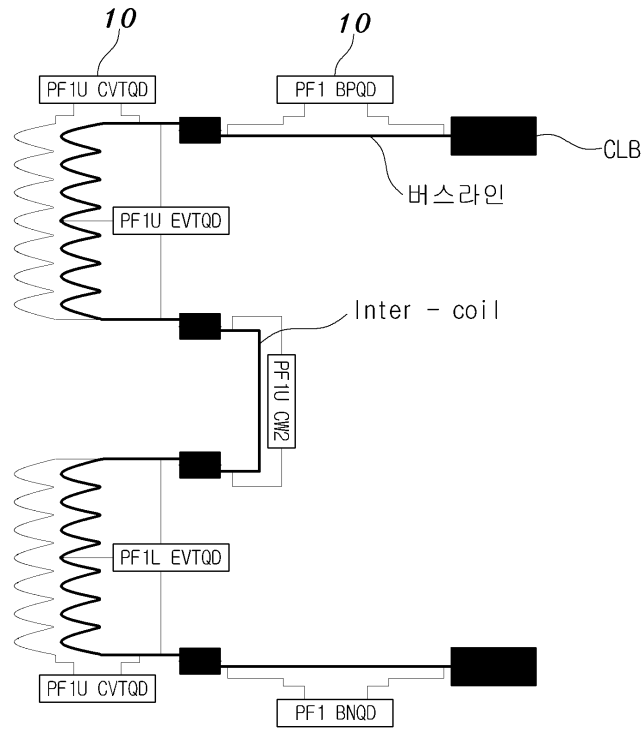 10
10
PF1U CVTQD
PF1 BPQD
CLB
버스라인
PF1U EVTQD
Inter - coil
PF1U CW2
PF1L EVTQD
PF1U CVTQD
PF1 BNQD